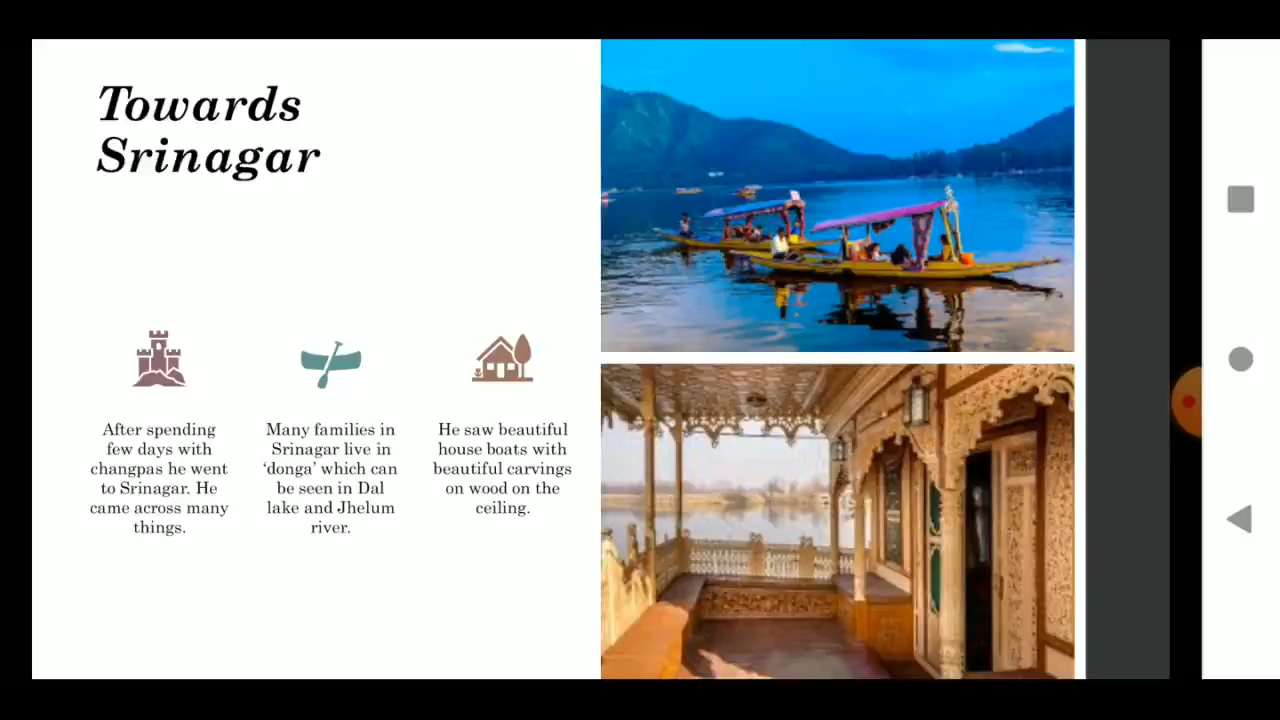 Towards
Srinagar
After spending
few days with
changpas he went
to Srinagar. He
came across many
things.
Many families in
Srinagar live in
‘donga’ which can
be seen in Dal
lake and Jhelum
river.
He saw beautiful
house boats with
beautiful carvings
on wood on the
ceiling.